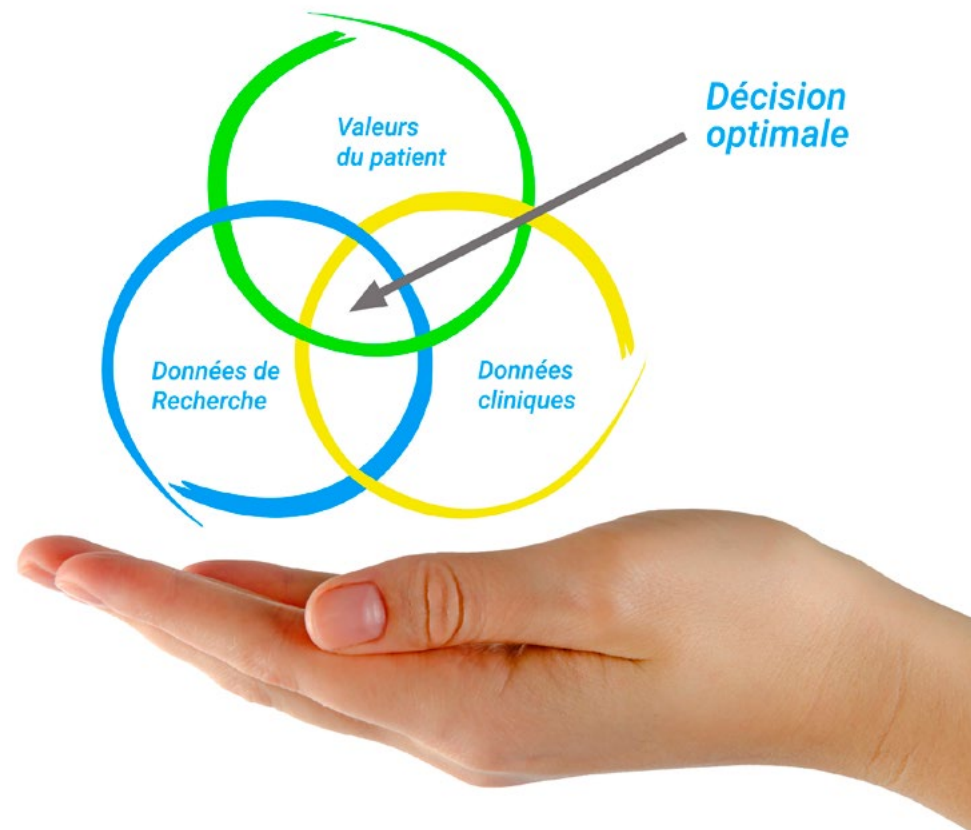 Valeurs
du patient
Décision
optimale
Données de
Recherche
Données
cliniques